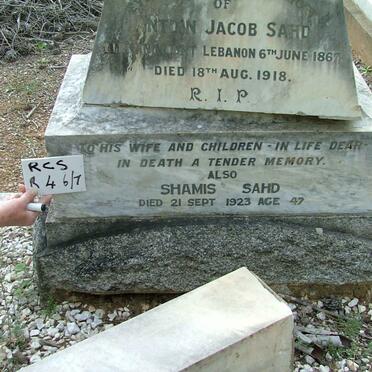 OF
ANTON JACOB SAHD
LEBANON 6TH JUNE 1867
DIED 18TH AUG. 1918.
R.I.P
TO HIS WIFE AND CHILDREN - IN LIFE DEAR
IN DEATH A TENDER MEMORY.
ALSO
SHAMIS SAHD
DIED 21 SEPT 1923 AGE 47
RCS
R 4 6/7